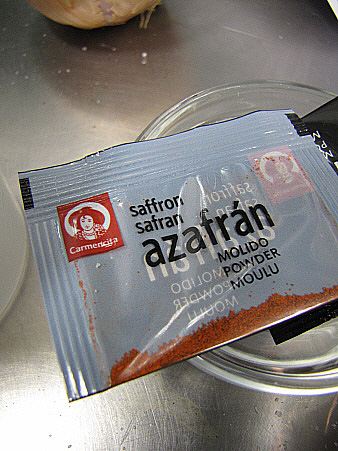 saffron
safran
azafrán
MOLIDO
POWDER
MOULU
Carmencita